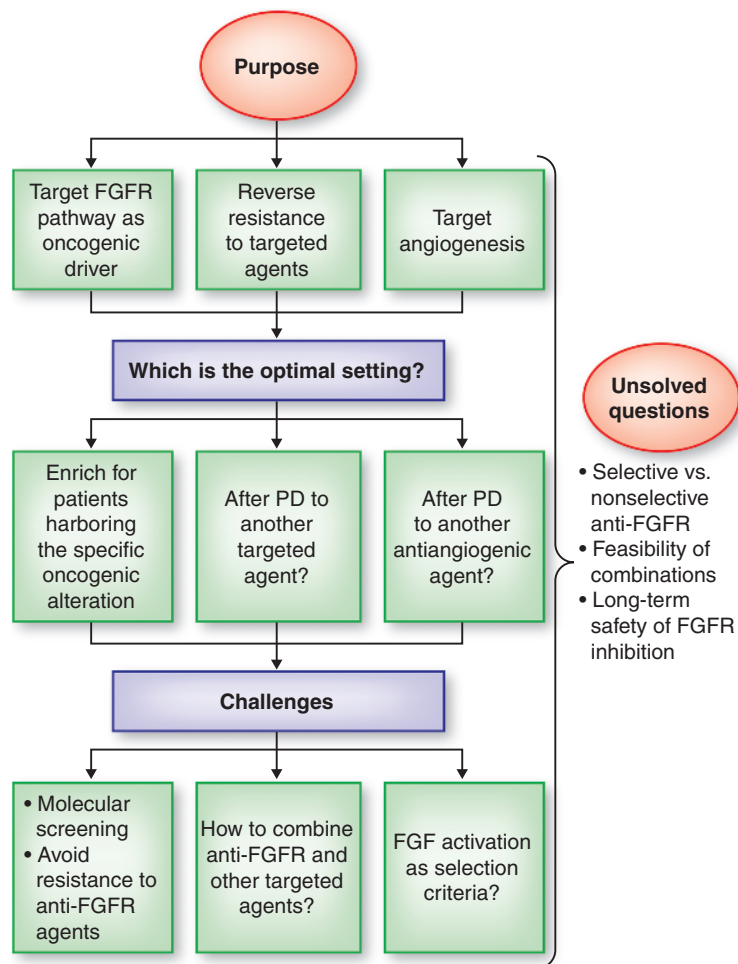 Purpose
Target FGFR
pathway as
oncogenic
driver
Reverse
resistance
to targeted
agents
Target
angiogenesis
Which is the optimal setting?
Enrich for
patients
harboring
the specific
oncogenic
alteration
After PD to
another
targeted
agent?
After PD
to another
antiangiogenic
agent?
Challenges
• Molecular
screening
• Avoid
resistance to
anti-FGFR
agents
How to combine
anti-FGFR and
other targeted
agents?
FGF activation
as selection
criteria?
Unsolved
questions
• Selective vs.
nonselective
anti-FGFR
• Feasibility of
combinations
• Long-term
safety of FGFR
inhibition